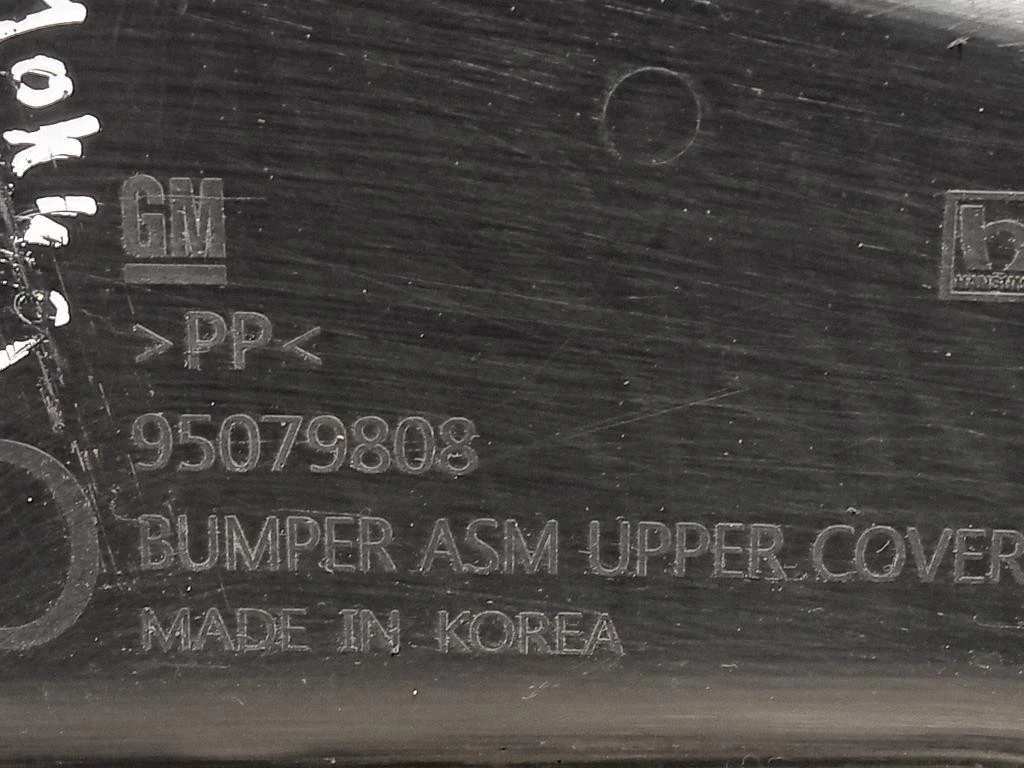 GM
>PP<
95079808
BUMPER ASM UPPER COVER
MADE IN KOREA